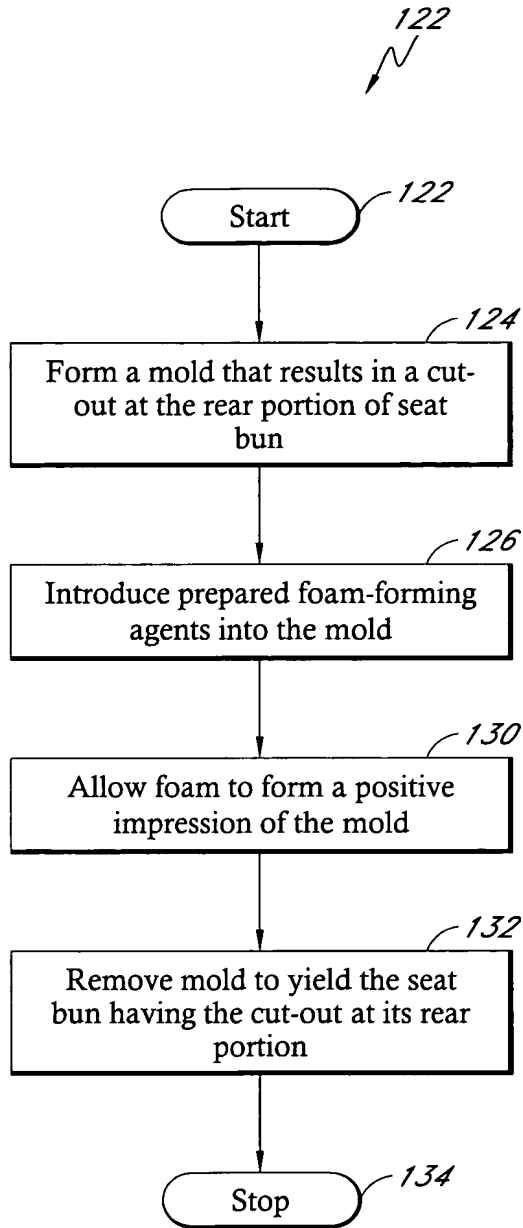 122
Start
122
124
Form a mold that results in a cut-
out at the rear portion of seat
bun
126
Introduce prepared foam-forming
agents into the mold
130
Allow foam to form a positive
impression of the mold
132
Remove mold to yield the seat
bun having the cut-out at its rear
portion
134
Stop